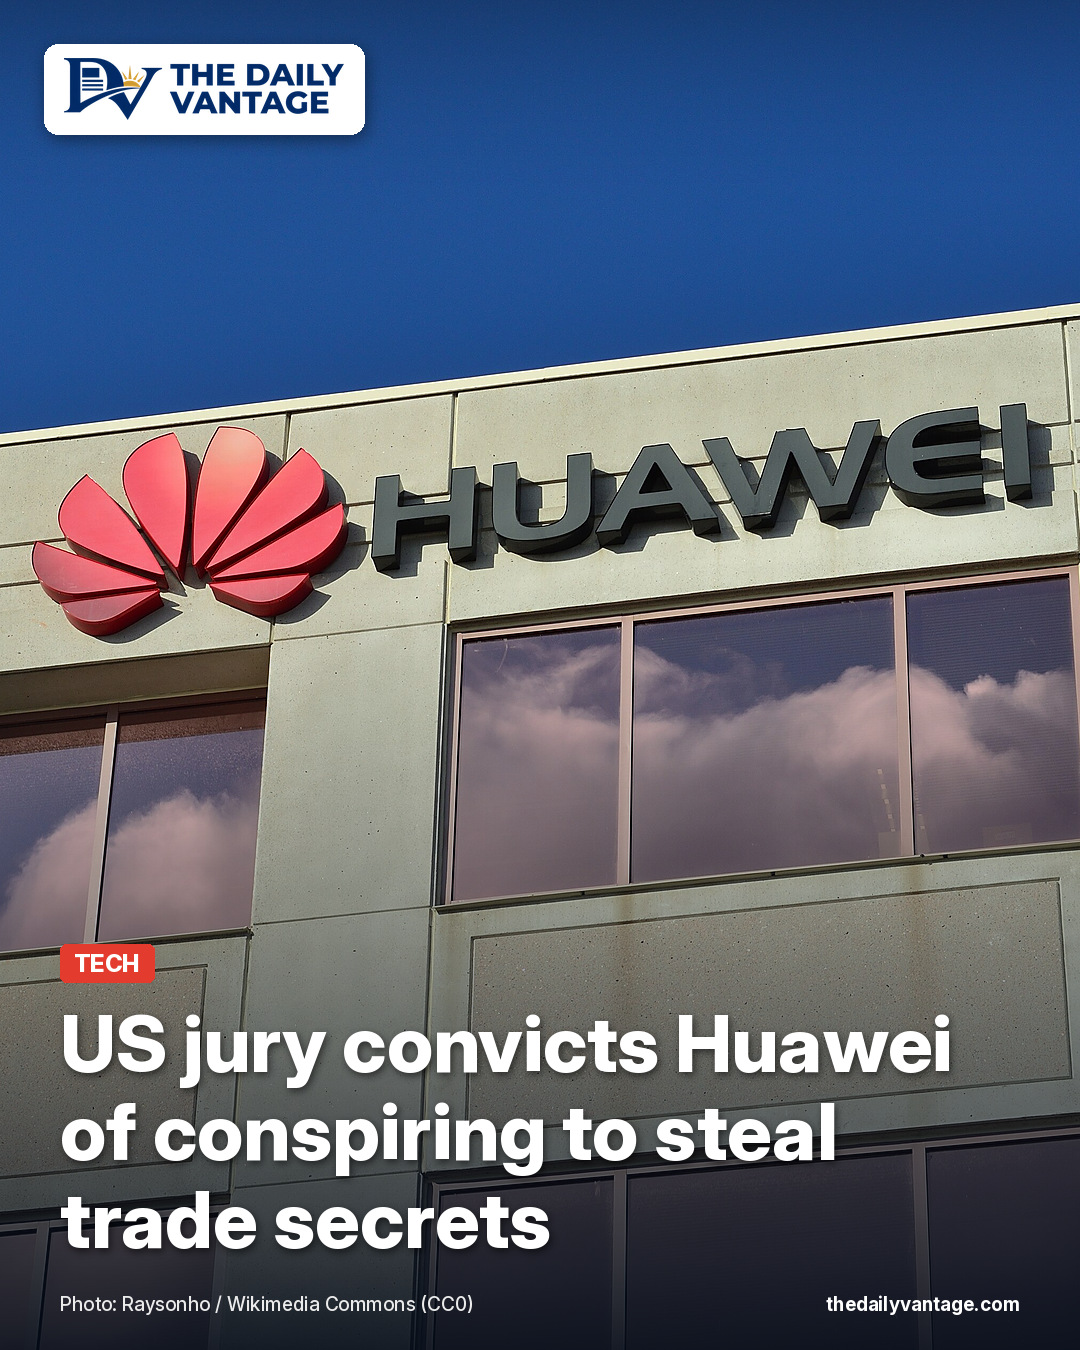 THE DAILY
VANTAGE
HUAWEI
TECH
US jury convicts Huawei
of conspiring to steal
trade secrets
Photo: Raysonho / Wikimedia Commons (CC0)
thedailyvantage.com